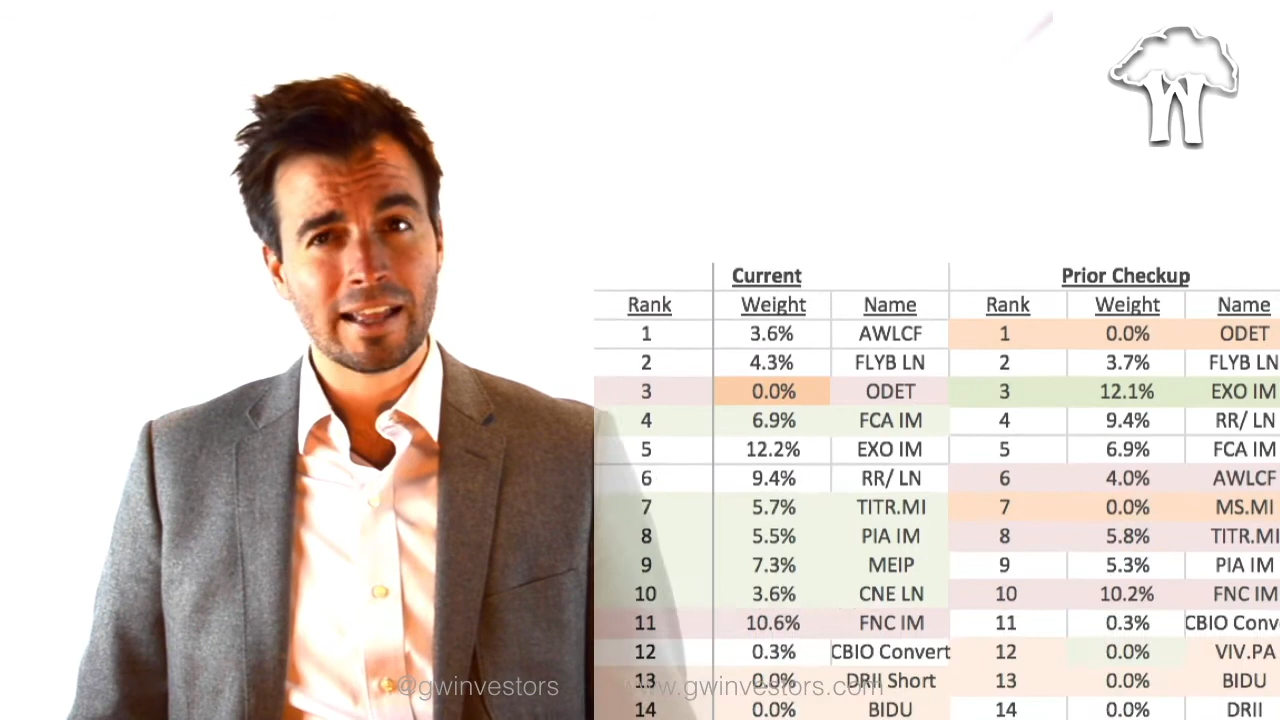 Current Prior Checkup
Rank Weight Name Rank Weight Name
1 3.6% AWLCF 1 0.0% ODET
2 4.3% FLYB LN 2 3.7% FLYB LN
3 0.0% ODET 3 12.1% EXO IM
4 6.9% FCA IM 4 9.4% RR/ LN
5 12.2% EXO IM 5 6.9% FCA IM
6 9.4% RR/ LN 6 4.0% AWLCF
7 5.7% TITR.MI 7 0.0% MS.MI
8 5.5% PIA IM 8 5.8% TITR.MI
9 7.3% MEIP 9 5.3% PIA IM
10 3.6% CNE LN 10 10.2% FNC IM
11 10.6% FNC IM 11 0.3% CBIO Conv
12 0.3% CBIO Convert 12 0.0% VIV.PA
13 0.0% DRII Short 13 0.0% BIDU
@gwinvestors www.gwinvestors.com
14 0.0% BIDU 14 0.0% DRII